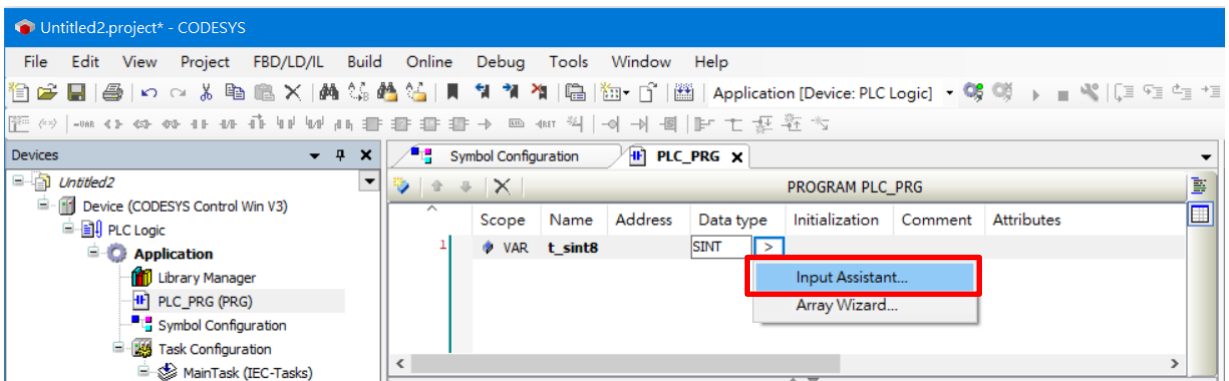 Untitled2.project* - CODESYS
File Edit View Project FBD/LD/IL Build Online Debug Tools Window Help
Application [Device: PLC Logic]
Devices
Symbol Configuration
PLC_PRG
Untitled2
Device (CODESYS Control Win V3)
PLC Logic
Application
Library Manager
PLC_PRG (PRG)
Symbol Configuration
Task Configuration
MainTask (IEC-Tasks)
PROGRAM PLC_PRG
Scope Name Address Data type Initialization Comment Attributes
1 VAR t_sint8 SINT >
Input Assistant...
Array Wizard...